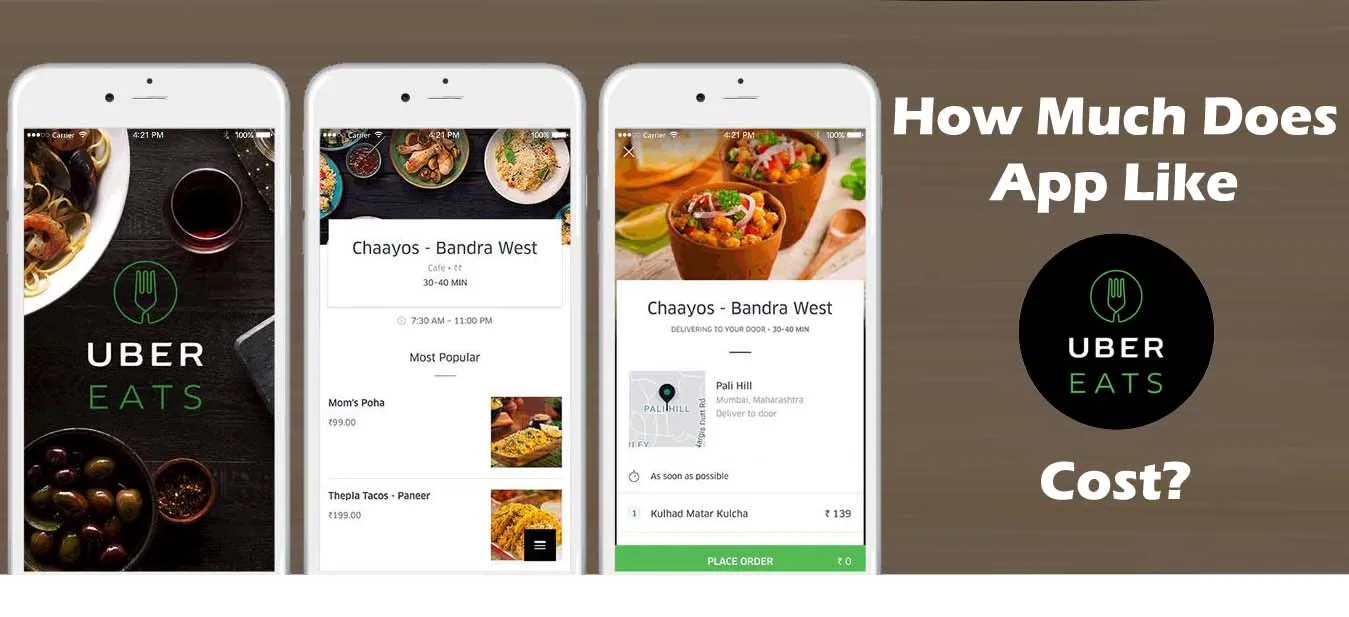 Carrier 4:21 PM 100%
UBER
EATS
Carrier 4:21 PM 100%
Chaayos - Bandra West
Cafe • ₹₹
30-40 MIN
7:30 AM – 11:00 PM
Most Popular
Mom's Poha
₹99.00
Thepla Tacos - Paneer
₹199.00
Carrier 4:21 PM 100%
Chaayos - Bandra West
DELIVERING TO YOUR DOOR • 30-40 MIN
PALI HILL
Nargis Dutt Rd
Pali Hill
Mumbai, Maharashtra
Deliver to door
As soon as possible
1 Kulhad Matar Kulcha ₹ 139
PLACE ORDER ₹ 0
How Much Does
App Like
UBER
EATS
Cost?